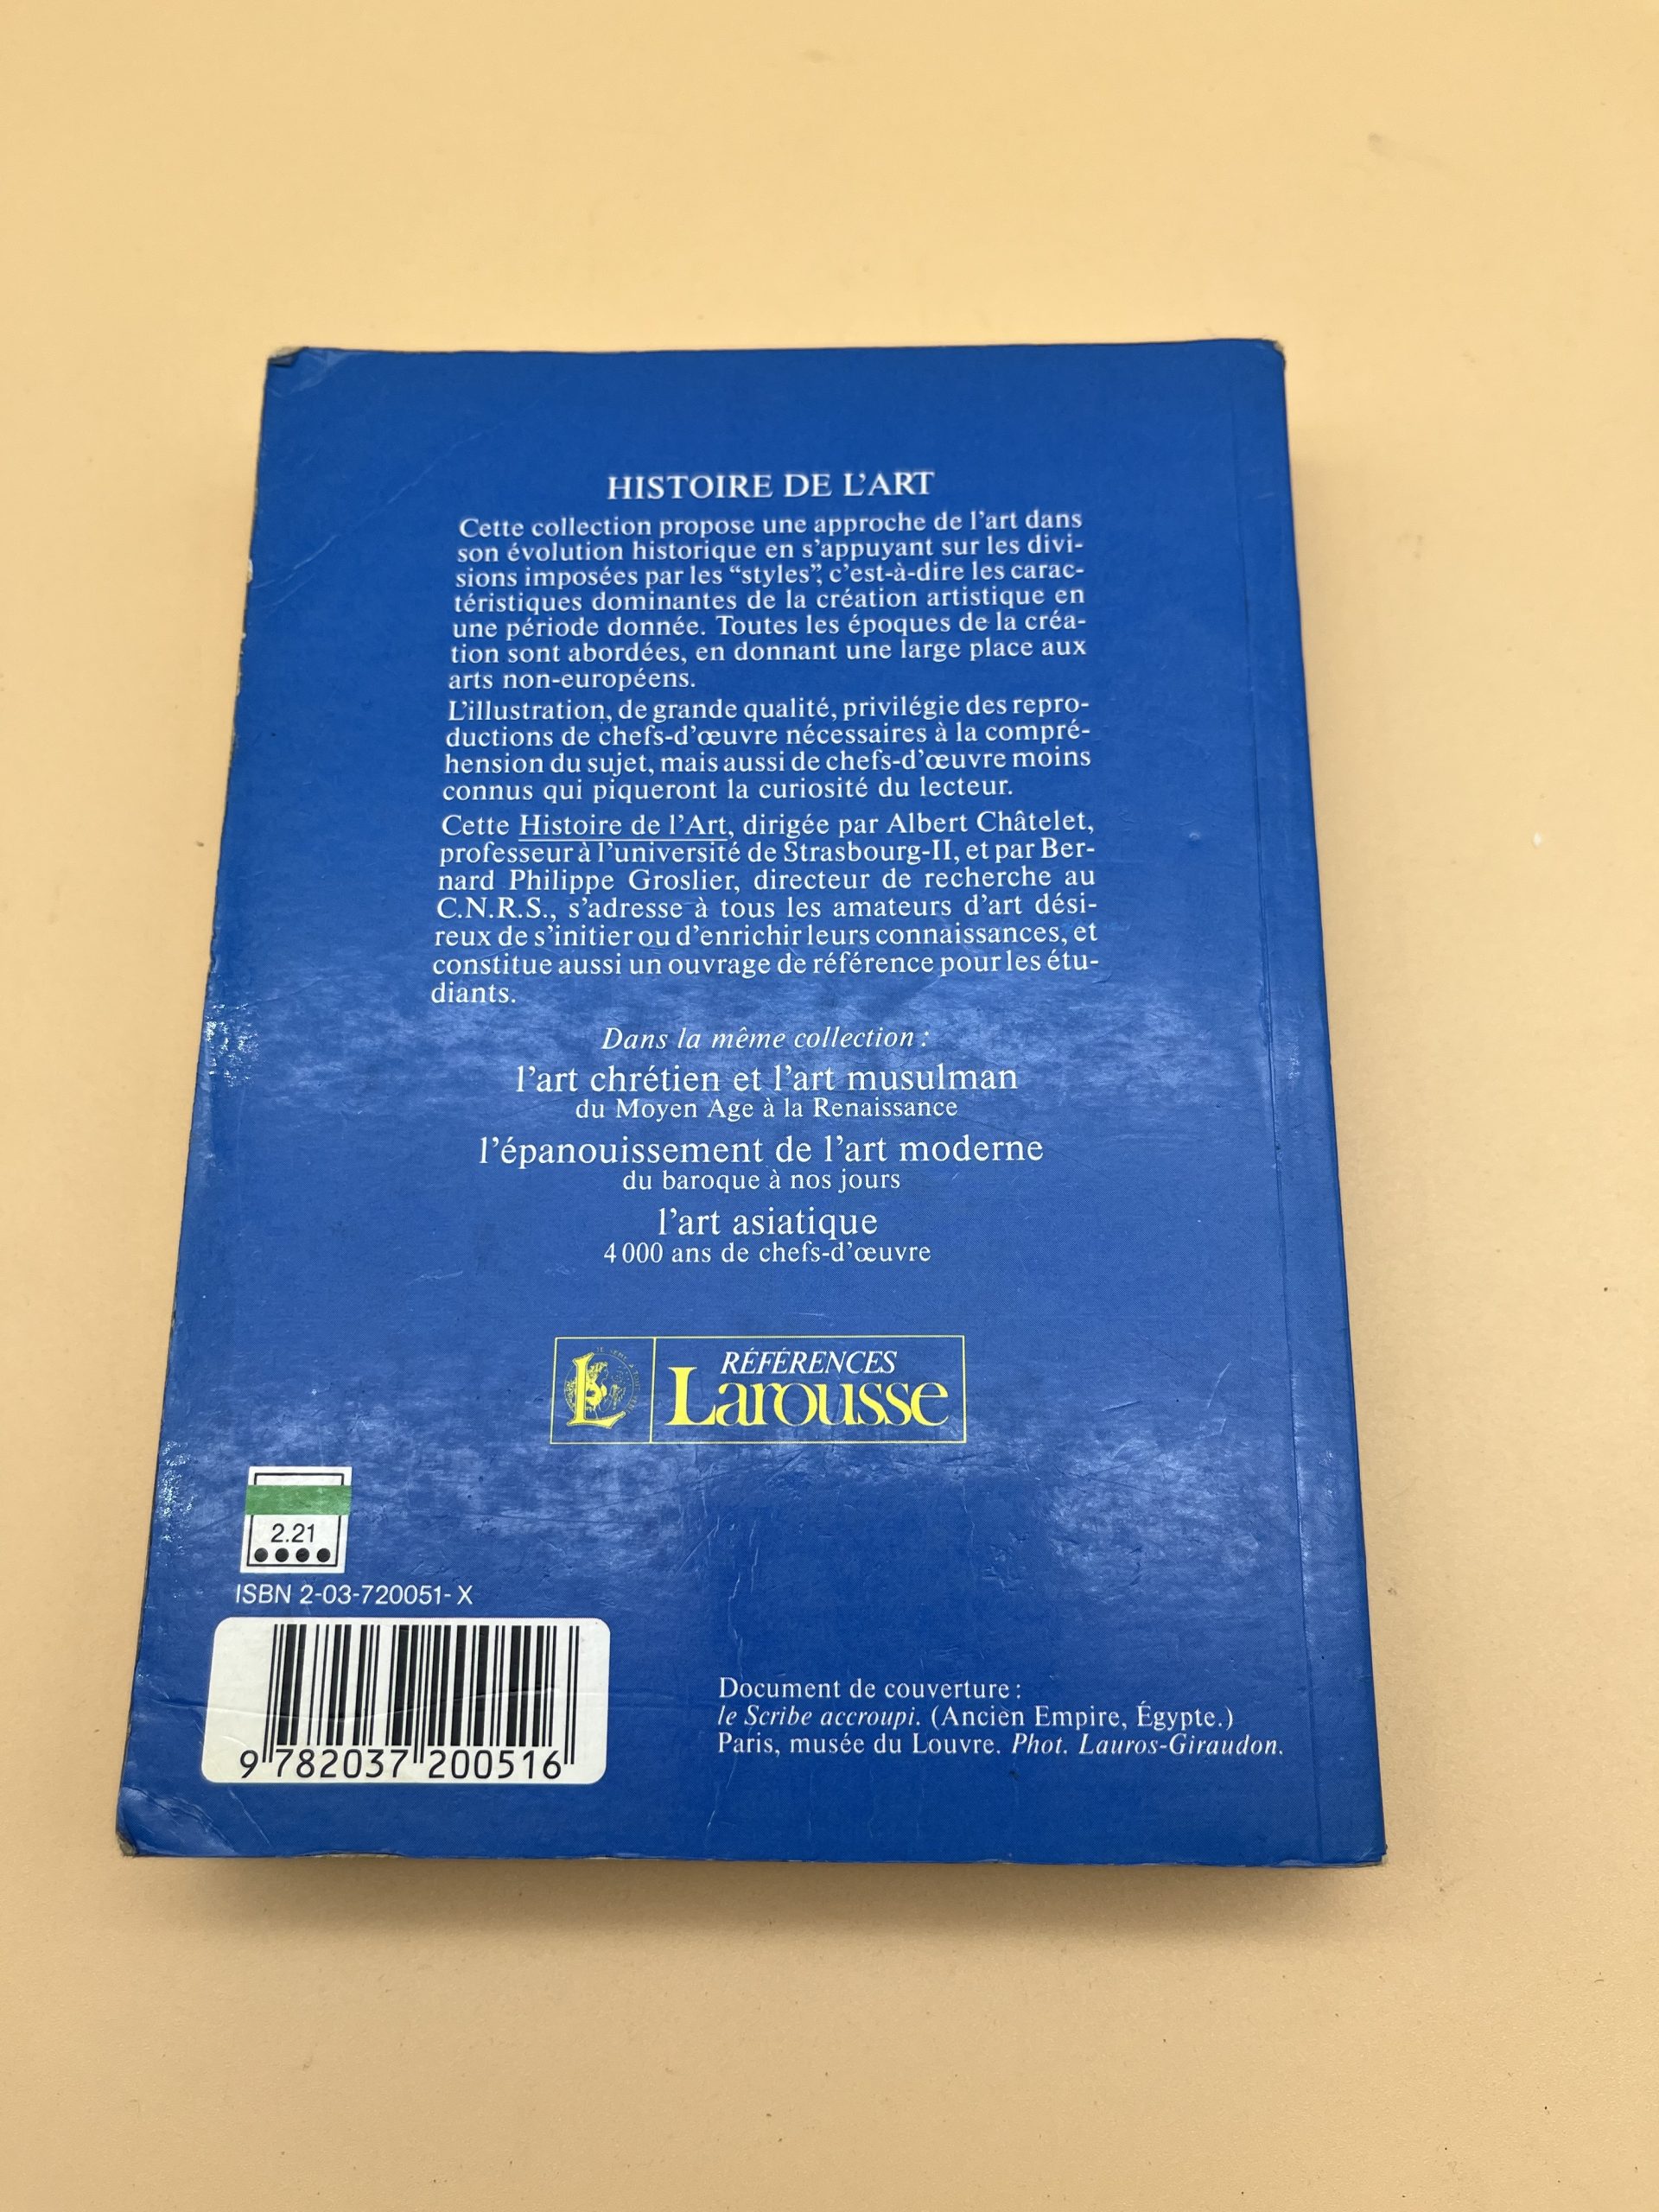 HISTOIRE DE L'ART
Cette collection propose une approche de l'art dans
son évolution historique en s'appuyant sur les divi-
sions imposées par les “styles”, c'est-à-dire les carac-
téristiques dominantes de la création artistique en
une période donnée. Toutes les époques de la créa-
tion sont abordées, en donnant une large place aux
arts non-européens.
L'illustration, de grande qualité, privilégie des repro-
ductions de chefs-d'œuvre nécessaires à la compré-
hension du sujet, mais aussi de chefs-d'œuvre moins
connus qui piqueront la curiosité du lecteur.
Cette Histoire de l'Art, dirigée par Albert Châtelet,
professeur à l'université de Strasbourg-II, et par Ber-
nard Philippe Groslier, directeur de recherche au
C.N.R.S., s'adresse à tous les amateurs d'art dési-
reux de s'initier ou d'enrichir leurs connaissances, et
constitue aussi un ouvrage de référence pour les étu-
diants.
Dans la même collection :
l'art chrétien et l'art musulman
du Moyen Age à la Renaissance
l'épanouissement de l'art moderne
du baroque à nos jours
l'art asiatique
4 000 ans de chefs-d'œuvre
L
RÉFÉRENCES
Larousse
2.21
ISBN 2-03-720051-X
9 782037 200516
Document de couverture :
le Scribe accroupi. (Ancien Empire, Égypte.)
Paris, musée du Louvre. Phot. Lauros-Giraudon.